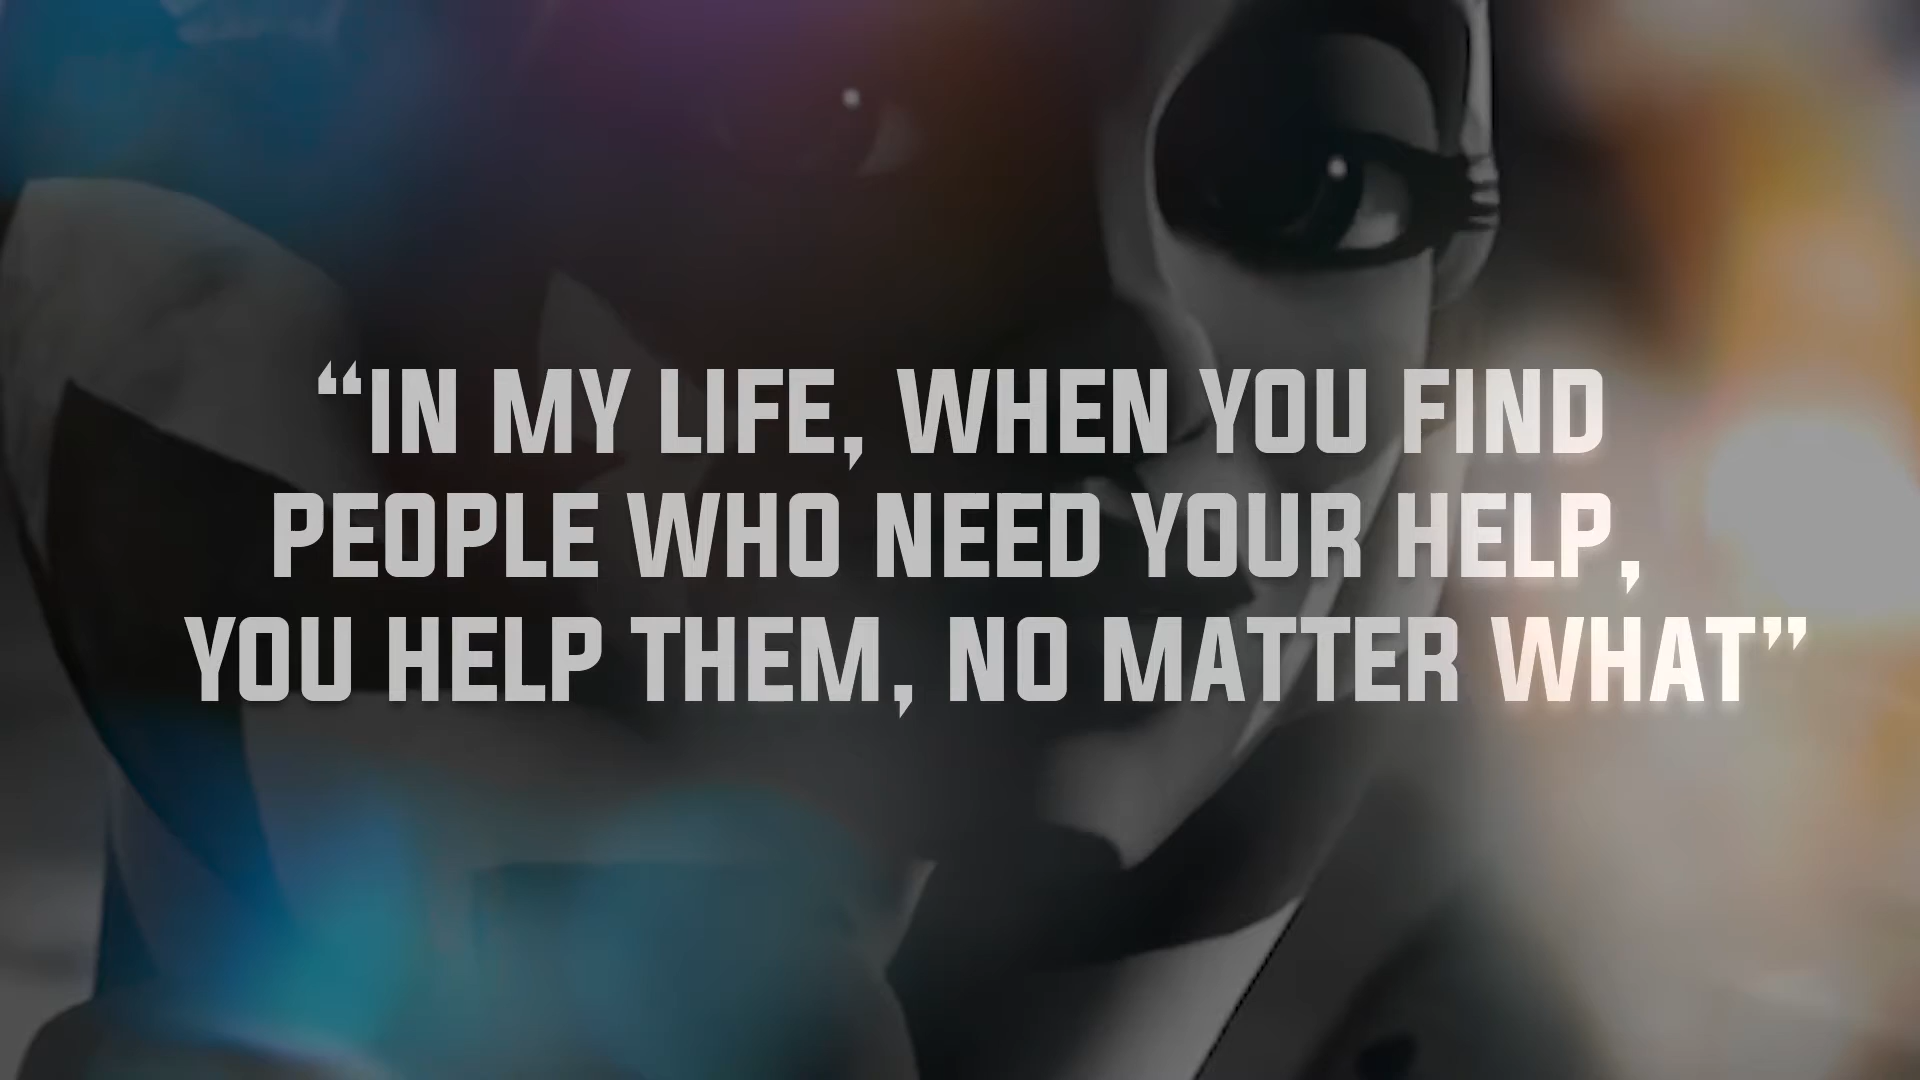 “IN MY LIFE, WHEN YOU FIND
PEOPLE WHO NEED YOUR HELP,
YOU HELP THEM, NO MATTER WHAT”